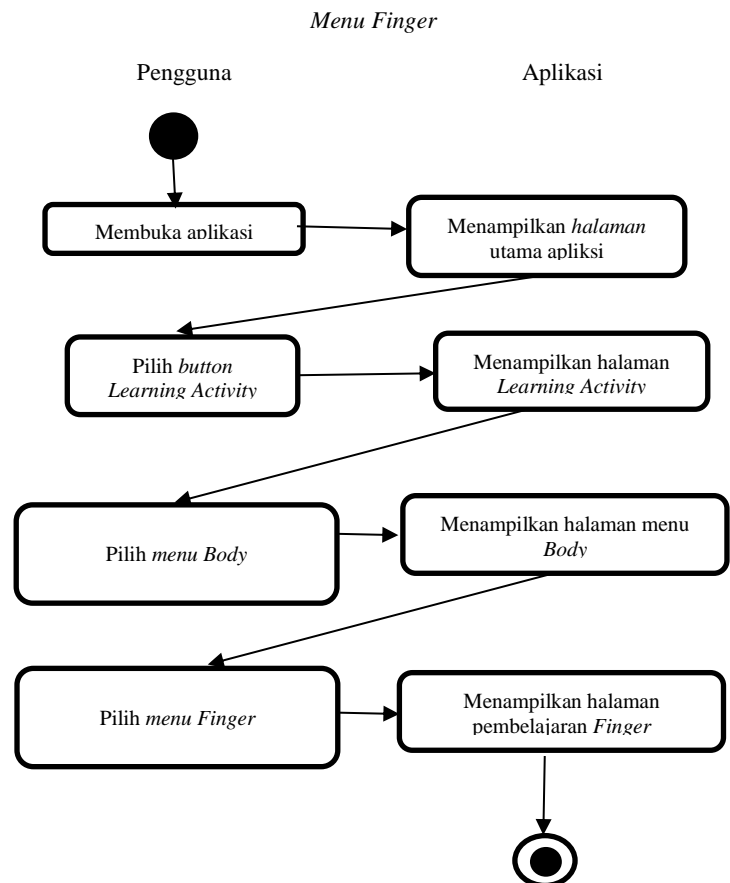 Menu Finger
Pengguna
Aplikasi
Membuka aplikasi
Menampilkan halaman
utama apliksi
Pilih button
Learning Activity
Menampilkan halaman
Learning Activity
Pilih menu Body
Menampilkan halaman menu
Body
Pilih menu Finger
Menampilkan halaman
pembelajaran Finger